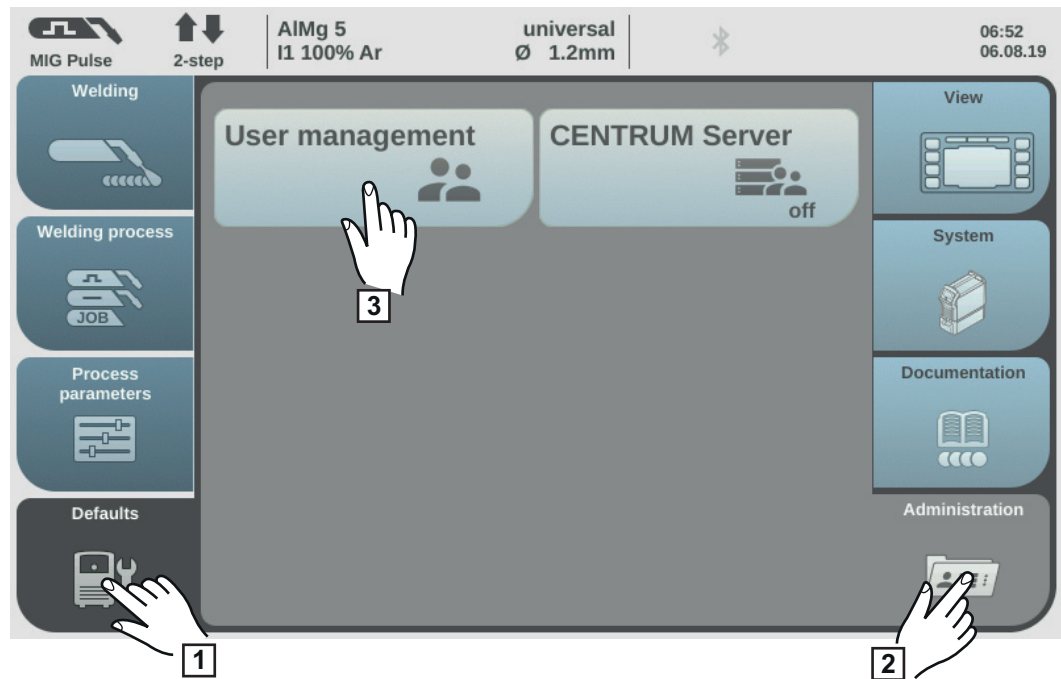 MIG Pulse
2-step
AlMg 5
I1 100% Ar
universal
Ø 1.2mm
06:52
06.08.19
Welding
Welding process
JOB
Process
parameters
Defaults
User management
CENTRUM Server
off
View
System
Documentation
Administration
1
2
3